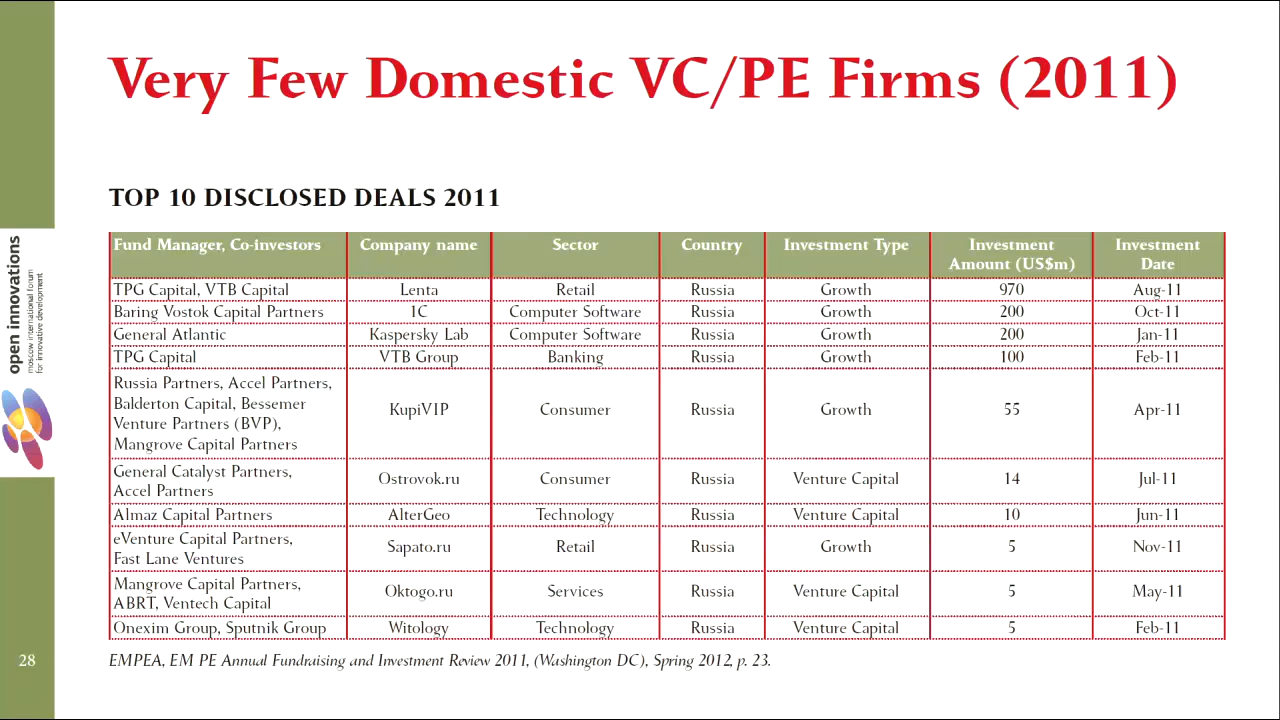 Very Few Domestic VC/PE Firms (2011)
TOP 10 DISCLOSED DEALS 2011
Fund Manager, Co-investors Company name Sector Country Investment Type Investment Amount (US$m) Investment Date
TPG Capital, VTB Capital Lenta Retail Russia Growth 970 Aug-11
Baring Vostok Capital Partners 1C Computer Software Russia Growth 200 Oct-11
General Atlantic Kaspersky Lab Computer Software Russia Growth 200 Jan-11
TPG Capital VTB Group Banking Russia Growth 100 Feb-11
Russia Partners, Accel Partners,
Balderton Capital, Bessemer
Venture Partners (BVP),
Mangrove Capital Partners KupiVIP Consumer Russia Growth 55 Apr-11
General Catalyst Partners,
Accel Partners Ostrovok.ru Consumer Russia Venture Capital 14 Jul-11
Almaz Capital Partners AlterGeo Technology Russia Venture Capital 10 Jun-11
eVenture Capital Partners,
Fast Lane Ventures Sapato.ru Retail Russia Growth 5 Nov-11
Mangrove Capital Partners,
ABRT, Ventech Capital Oktogo.ru Services Russia Venture Capital 5 May-11
Onexim Group, Sputnik Group Witology Technology Russia Venture Capital 5 Feb-11
EMPEA, EM PE Annual Fundraising and Investment Review 2011, (Washington DC), Spring 2012, p. 23.
open innovations
moscow international forum
for innovative development
28